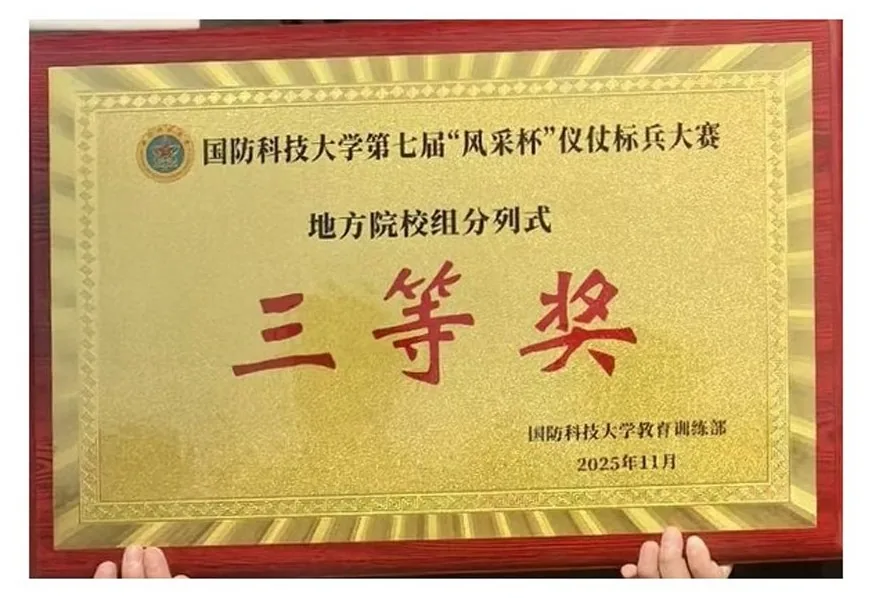 国防科技大学第七届“风采杯”仪仗标兵大赛
地方院校组分列式
三等奖
国防科技大学教育训练部
2025年11月